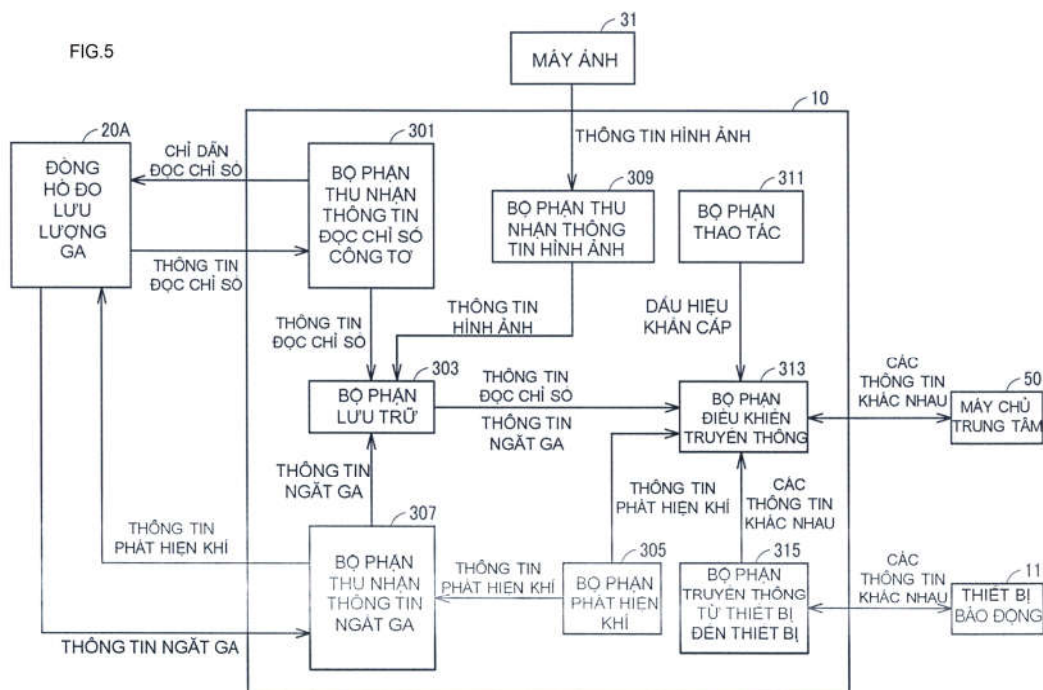 FIG.5
31
MÁY ẢNH
10
20A
ĐỒNG
HỒ ĐO
LƯU
LƯỢNG
GA
CHỈ DẪN
ĐỌC CHỈ SỐ
THÔNG TIN
ĐỌC CHỈ SỐ
301
BỘ PHẬN
THU NHẬN
THÔNG TIN
ĐỌC CHỈ SỐ
CÔNG TƠ
THÔNG TIN HÌNH ẢNH
309
BỘ PHẬN THU
NHẬN THÔNG
TIN HÌNH ẢNH
311
BỘ PHẬN
THAO TÁC
THÔNG TIN
ĐỌC CHỈ SỐ
THÔNG TIN
HÌNH ẢNH
DẤU HIỆU
KHẨN CẤP
303
BỘ PHẬN
LƯU TRỮ
THÔNG TIN
ĐỌC CHỈ SỐ
THÔNG TIN
NGẮT GA
313
BỘ PHẬN
ĐIỀU KHIỂN
TRUYỀN THÔNG
CÁC
THÔNG TIN
KHÁC NHAU
50
MÁY CHỦ
TRUNG TÂM
THÔNG TIN
NGẮT GA
THÔNG TIN
PHÁT HIỆN KHÍ
CÁC
THÔNG TIN
KHÁC NHAU
THÔNG TIN
PHÁT HIỆN KHÍ
307
BỘ PHẬN
THU NHẬN
THÔNG TIN
NGẮT GA
THÔNG TIN
PHÁT HIỆN KHÍ
305
BỘ PHẬN
PHÁT HIỆN
KHÍ
315
BỘ PHẬN
TRUYỀN THÔNG
TỪ THIẾT BỊ
ĐẾN THIẾT BỊ
CÁC
THÔNG TIN
KHÁC NHAU
11
THIẾT BỊ
BÁO ĐỘNG
THÔNG TIN NGẮT GA